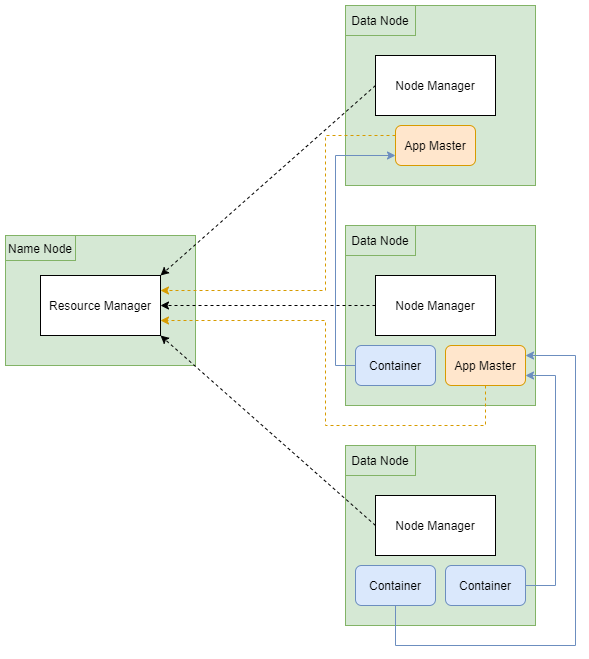 Data Node
Node Manager
App Master
Name Node
Resource Manager
Data Node
Node Manager
Container
App Master
Data Node
Node Manager
Container
Container